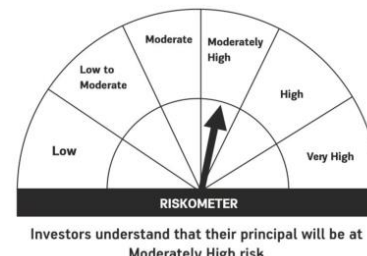 Moderate
Moderately
High
Low to
Moderate
High
Low
Very High
RISKOMETER
Investors understand that their principal will be at
Moderately High risk